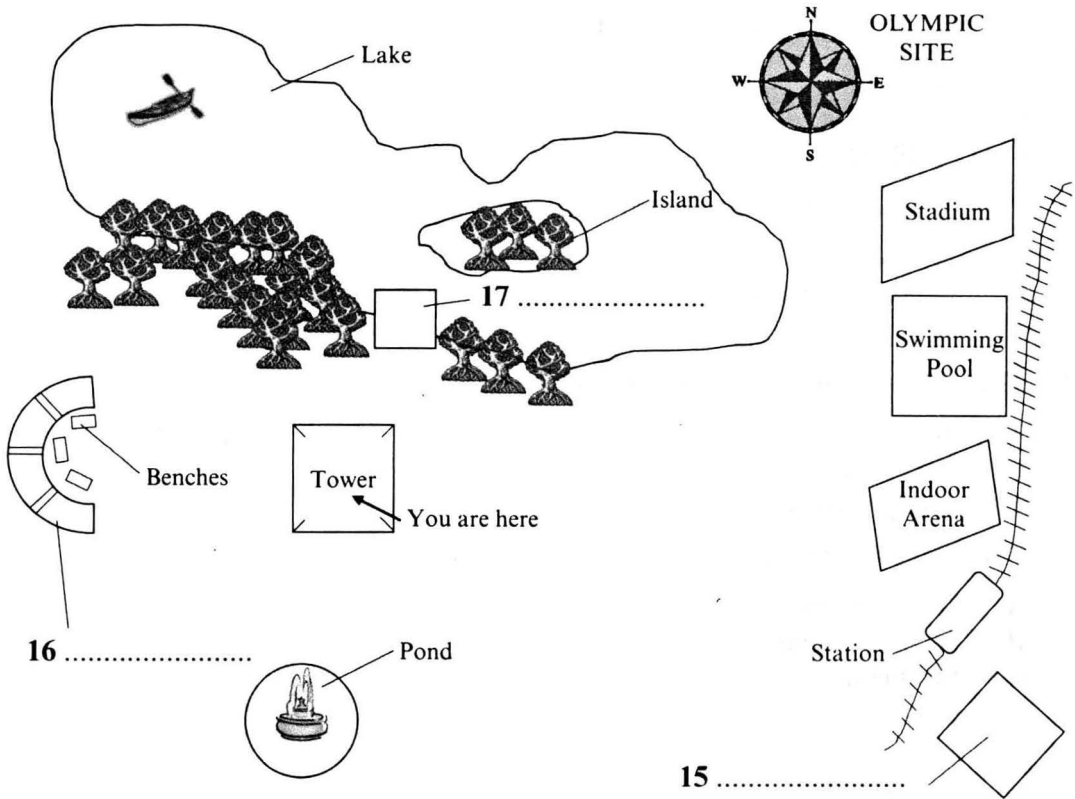 N
OLYMPIC
SITE
W
E
S
Lake
Island
Stadium
17 ........................
Swimming
Pool
Benches
Tower
You are here
Indoor
Arena
16 ........................
Pond
Station
15 ........................